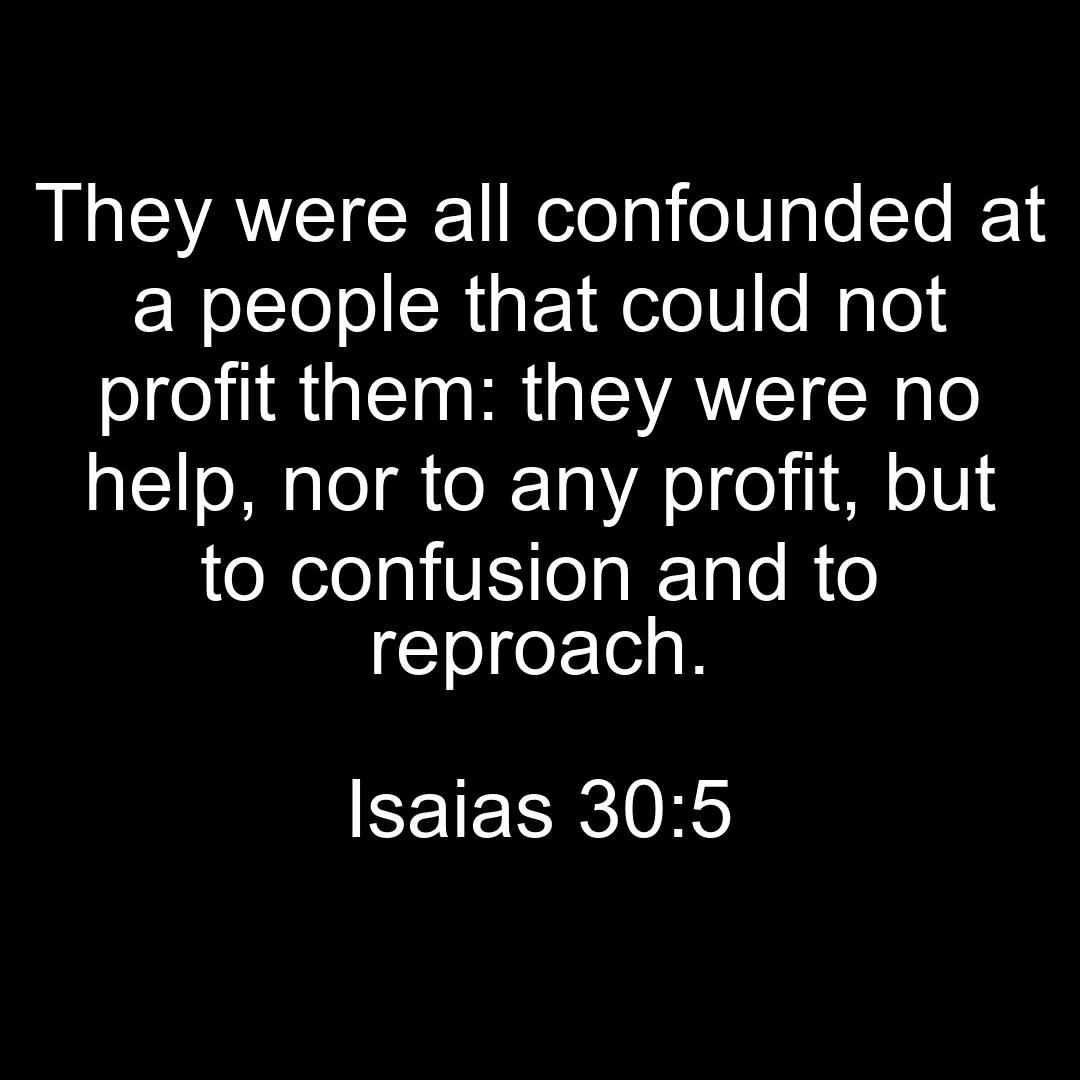 They were all confounded at
a people that could not
profit them: they were no
help, nor to any profit, but
to confusion and to
reproach.
Isaias 30:5